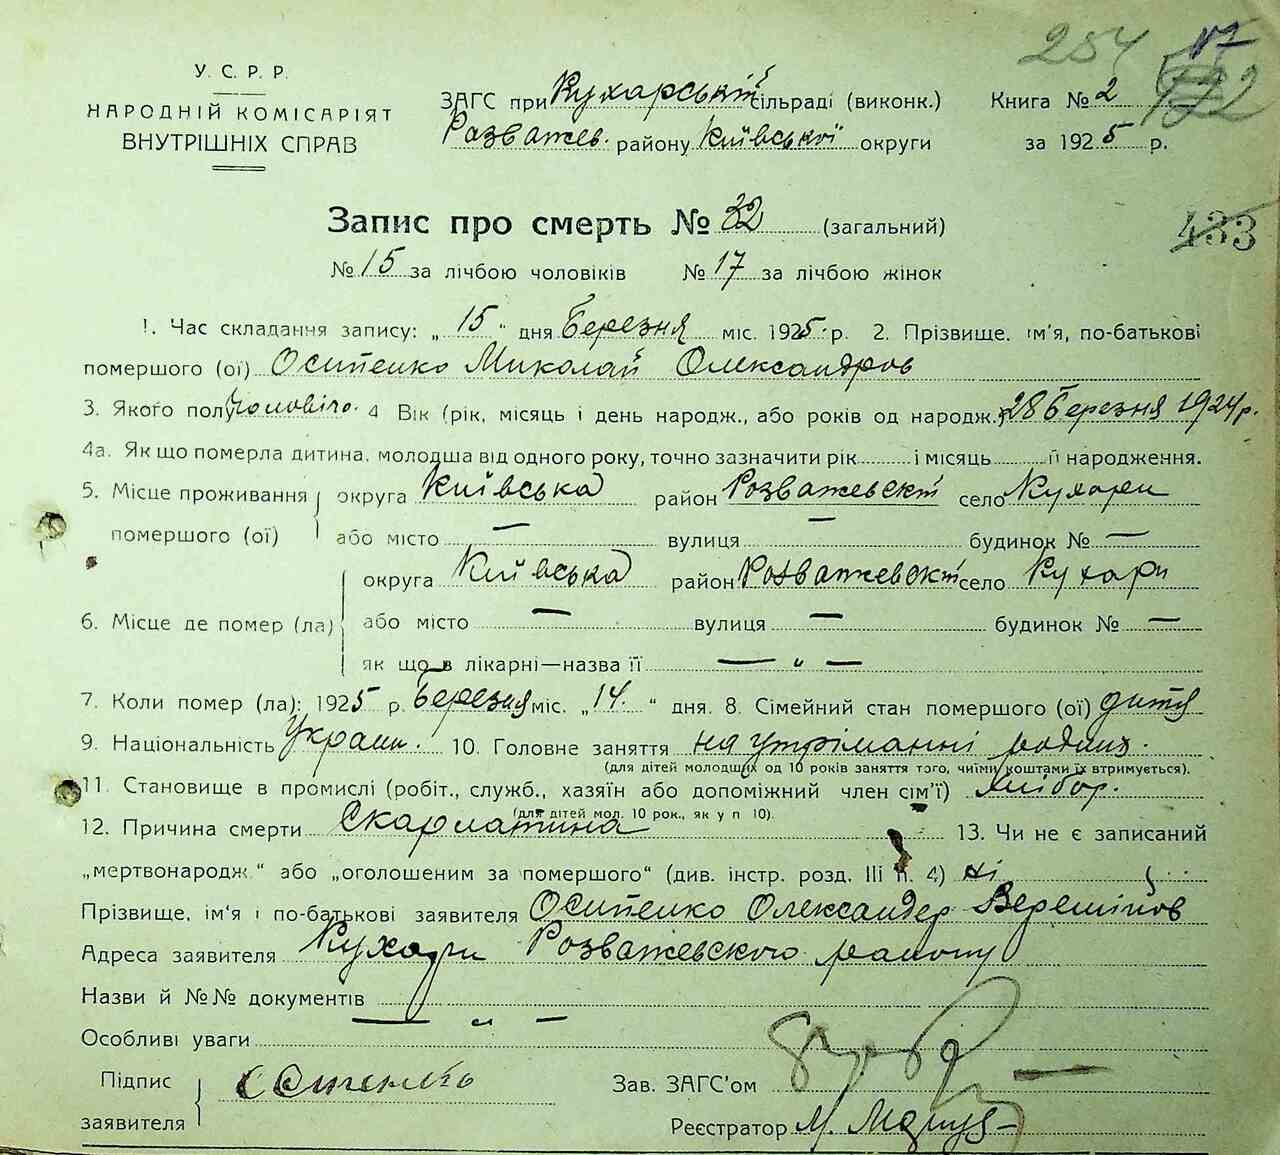 254 17
У. С. Р. Р.
НАРОДНІЙ КОМІСАРІЯТ
ВНУТРІШНІХ СПРАВ
ЗАГС при Кухарській сільраді (виконк.) Книга № 2
Розважев. району Київської округи за 1925 р.
Запис про смерть № 32 (загальний)
433
№ 15 за лічбою чоловіків № 17 за лічбою жінок
1. Час складання запису: „ 15 “ дня Березня міс. 1925 р. 2. Прізвище, ім'я, по-батькові
помершого (ої) Осипенко Миколай Олександров
3. Якого полу чоловічо. 4 Вік (рік, місяць і день народж., або років од народж.) 28 Березня 1924 р.
4а. Як що померла дитина, молодша від одного року, точно зазначити рік і місяць її народження.
5. Місце проживання округа Київська район Розважевскі село Кухари
помершого (ої) або місто — вулиця — будинок № —
округа Київська район Розважевскі село Кухари
6. Місце де помер (ла) або місто — вулиця — будинок № —
як що в лікарні—назва її — „ —
7. Коли помер (ла): 1925 р. Березня міс. „ 14. “ дня. 8. Сімейний стан помершого (ої) дитя
9. Національність Украин. 10. Головне заняття на утріманні родит.
(для дітей молодших од 10 років заняття того, чиїми коштами їх втримується).
11. Становище в промислі (робіт., служб., хазяїн або допоміжний член сім'ї) хлібор.
(для дітей мол. 10 рок., як у п 10).
12. Причина смерти Скарлатина 13. Чи не є записаний
„мертвонародж.“ або „оголошеним за помершого“ (див. інстр. розд. III п. 4) ні
Прізвище, ім'я і по-батькові заявителя Осипенко Олександер
Адреса заявителя Кухари Розважевского району
Назви й №№ документів — „ —
Особливі уваги
Підпис Осипенко Зав. ЗАГС'ом
заявителя Реєстратор М.